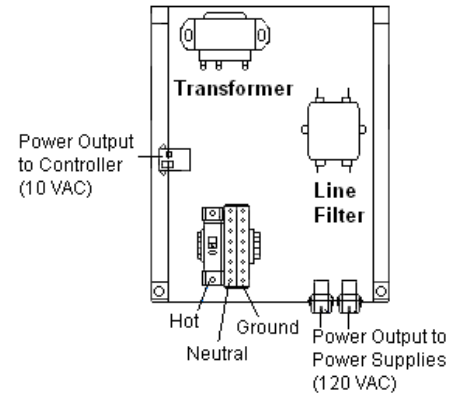 Transformer
Power Output
to Controller
(10 VAC)
Line
Filter
Hot
Neutral
Ground
Power Output to
Power Supplies
(120 VAC)